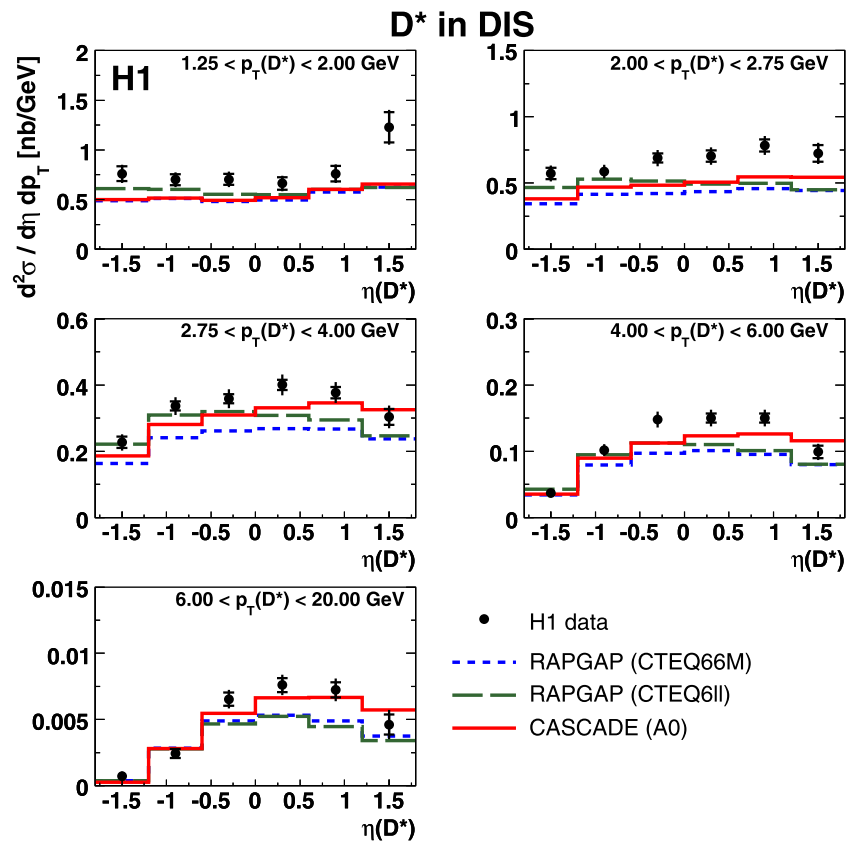 D* in DIS
H1
1.25 < pT(D*) < 2.00 GeV
d²σ / dη dpT [nb/GeV]
2
1.5
1
0.5
0
-1.5 -1 -0.5 0 0.5 1 1.5
η(D*)
2.00 < pT(D*) < 2.75 GeV
1.5
1
0.5
0
-1.5 -1 -0.5 0 0.5 1 1.5
η(D*)
2.75 < pT(D*) < 4.00 GeV
0.6
0.4
0.2
0
-1.5 -1 -0.5 0 0.5 1 1.5
η(D*)
4.00 < pT(D*) < 6.00 GeV
0.3
0.2
0.1
0
-1.5 -1 -0.5 0 0.5 1 1.5
η(D*)
6.00 < pT(D*) < 20.00 GeV
0.015
0.01
0.005
0
-1.5 -1 -0.5 0 0.5 1 1.5
η(D*)
H1 data
RAPGAP (CTEQ66M)
RAPGAP (CTEQ6ll)
CASCADE (A0)